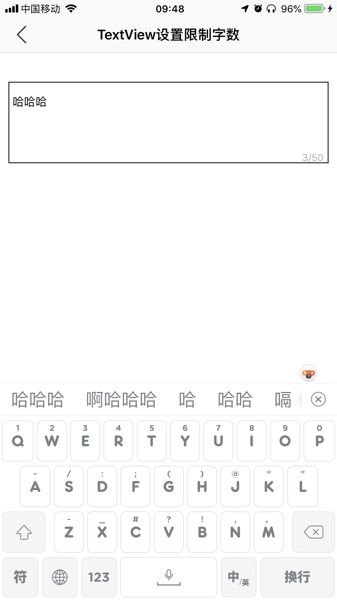 中国移动 09:48 96%
TextView设置限制字数
哈哈哈
3/50
哈哈哈 啊哈哈哈 哈 哈哈 嗝
1 2 3 4 5 6 7 8 9 0
Q W E R T Y U I O P
~ / : ; ( ) @ “ ”
A S D F G H J K L
- _ # ? ! , .
Z X C V B N M
符 123 中/英 换行